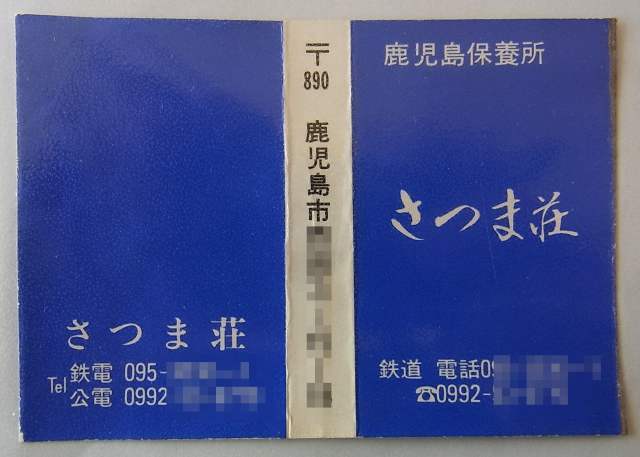 鹿児島保養所
さつま荘
鉄道 電話09
☎0992-
〒890 鹿児島市
さつま荘
Tel
鉄電 095-
公電 0992